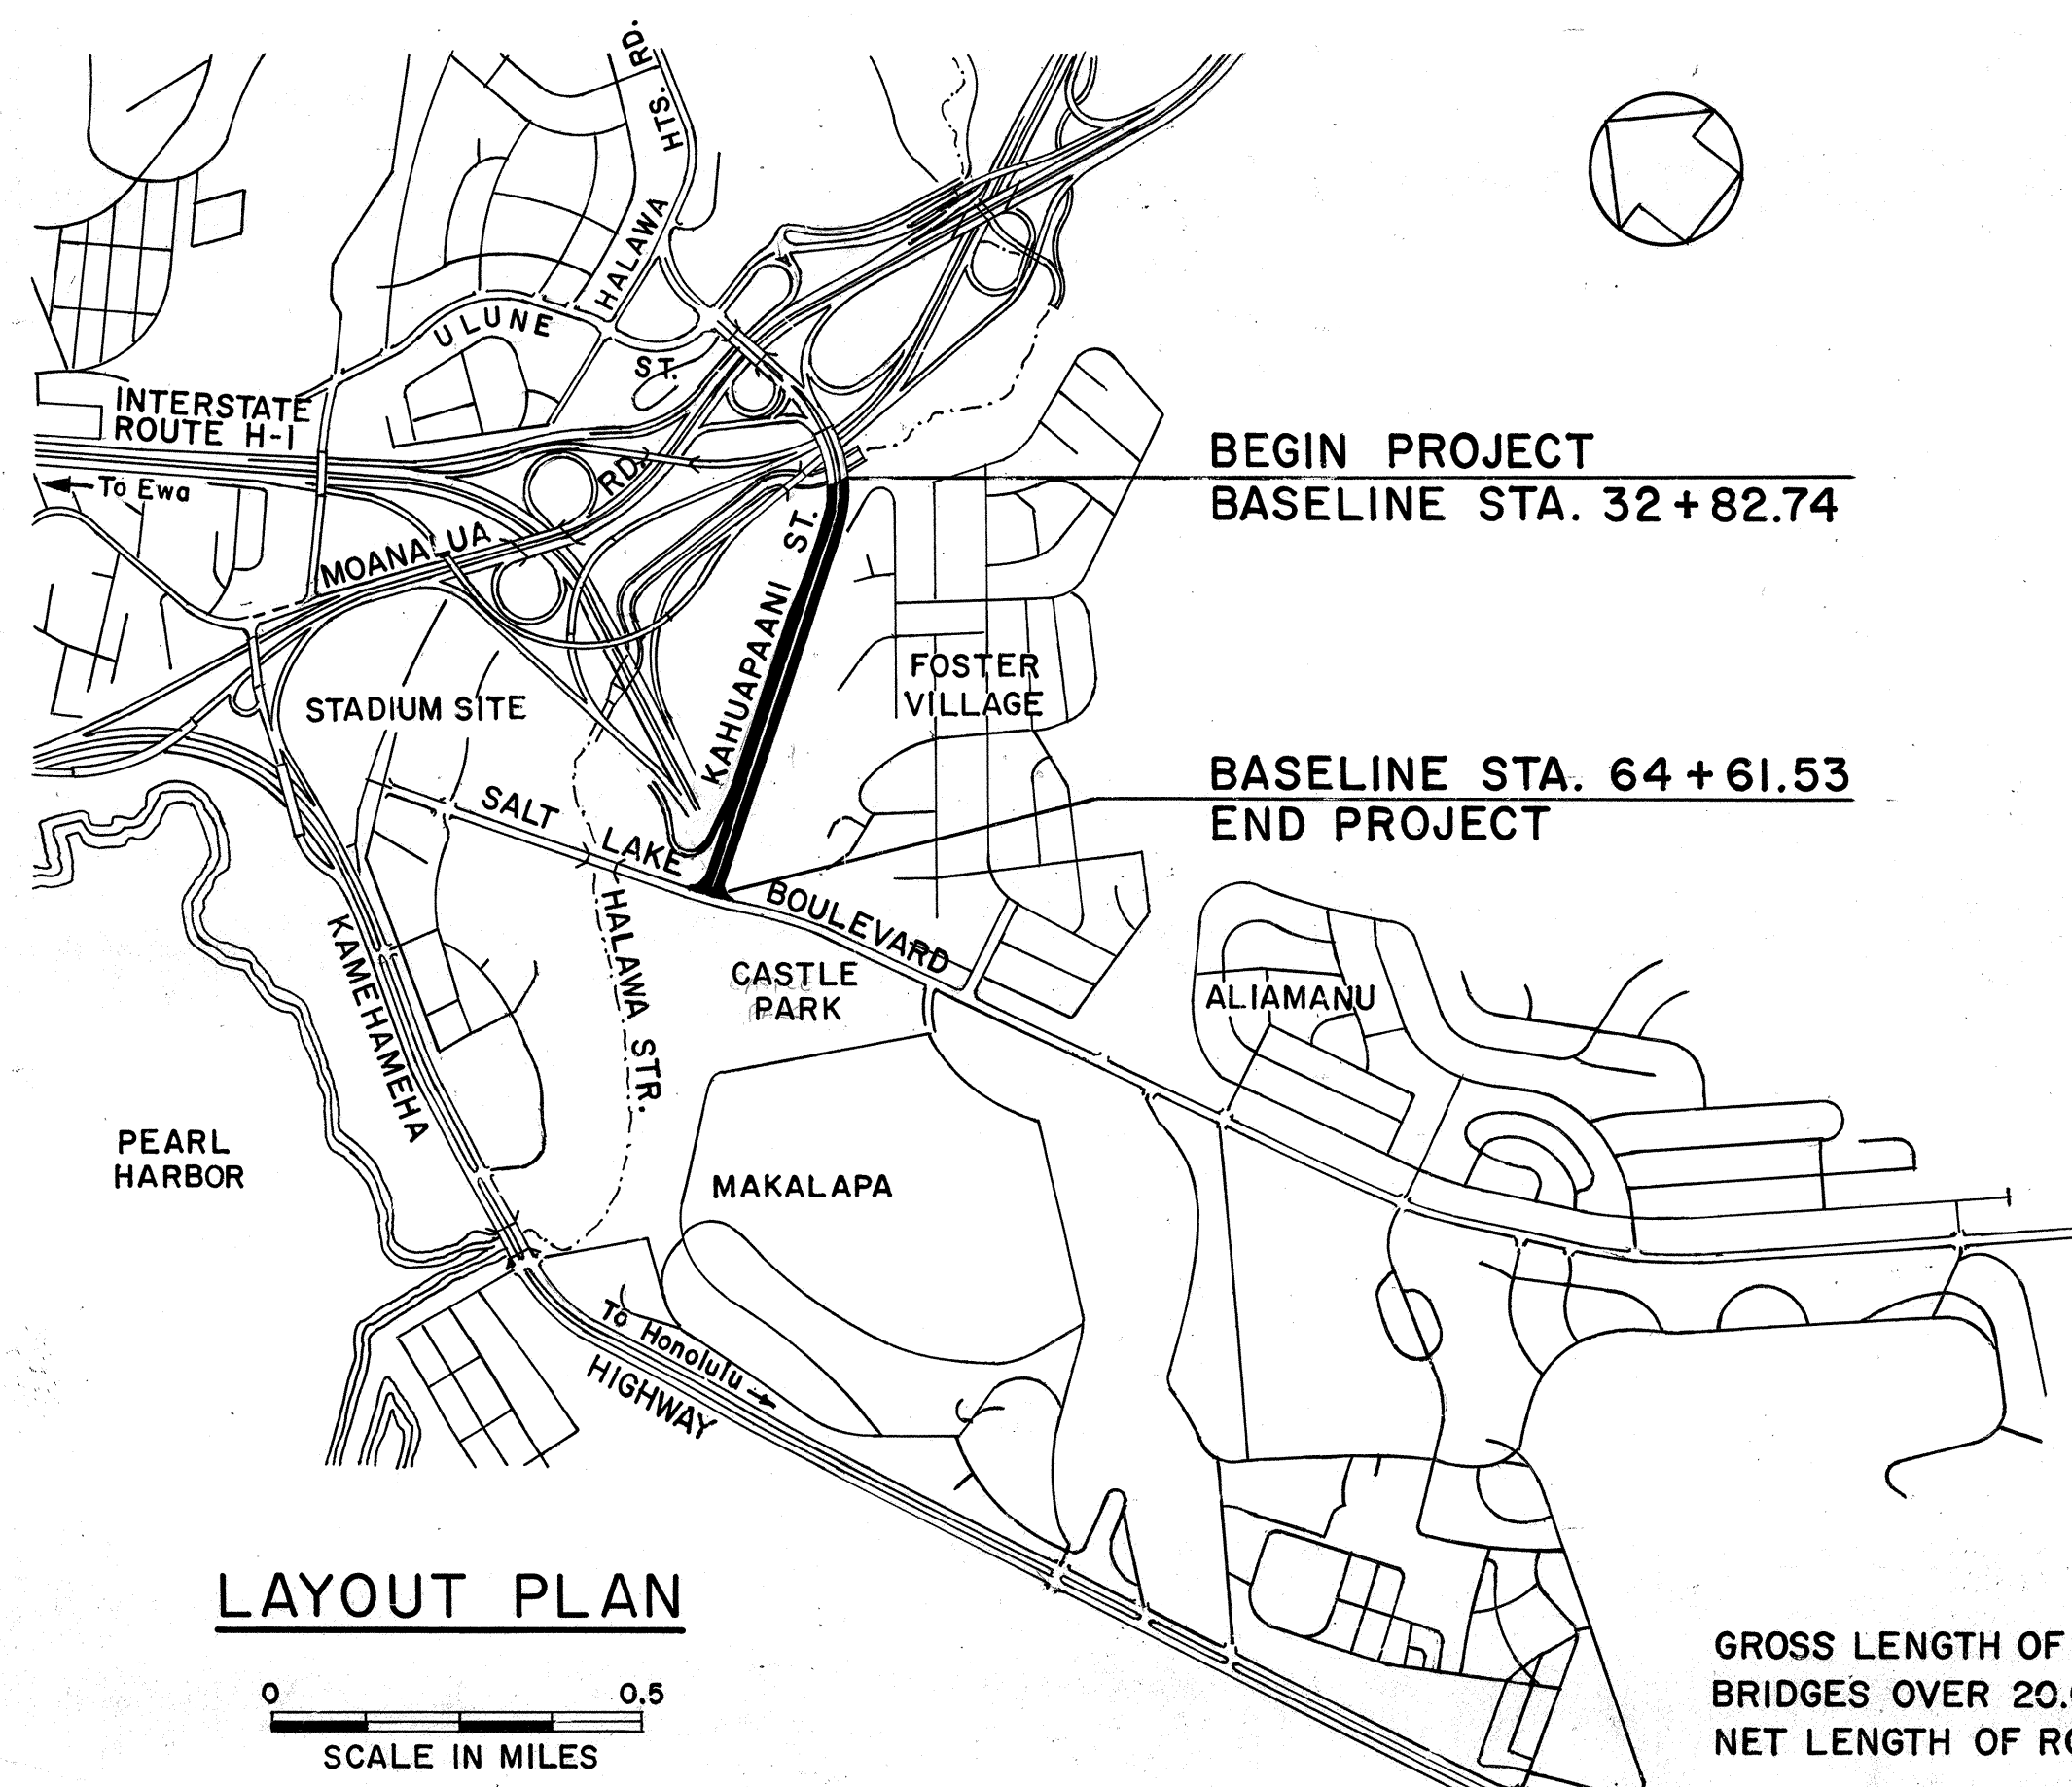 HALAWA HTS. RD.
ULUNE ST.
INTERSTATE
ROUTE H-1
To Ewa
MOANALUA RD.
BEGIN PROJECT
BASELINE STA. 32+82.74
KAHUAPAANI ST.
FOSTER
VILLAGE
STADIUM SITE
BASELINE STA. 64+61.53
END PROJECT
SALT LAKE BOULEVARD
HALAWA STR.
CASTLE
PARK
ALIAMANU
KAMEHAMEHA HIGHWAY
PEARL
HARBOR
MAKALAPA
To Honolulu
LAYOUT PLAN
0 0.5
SCALE IN MILES
GROSS LENGTH OF
BRIDGES OVER 20.
NET LENGTH OF